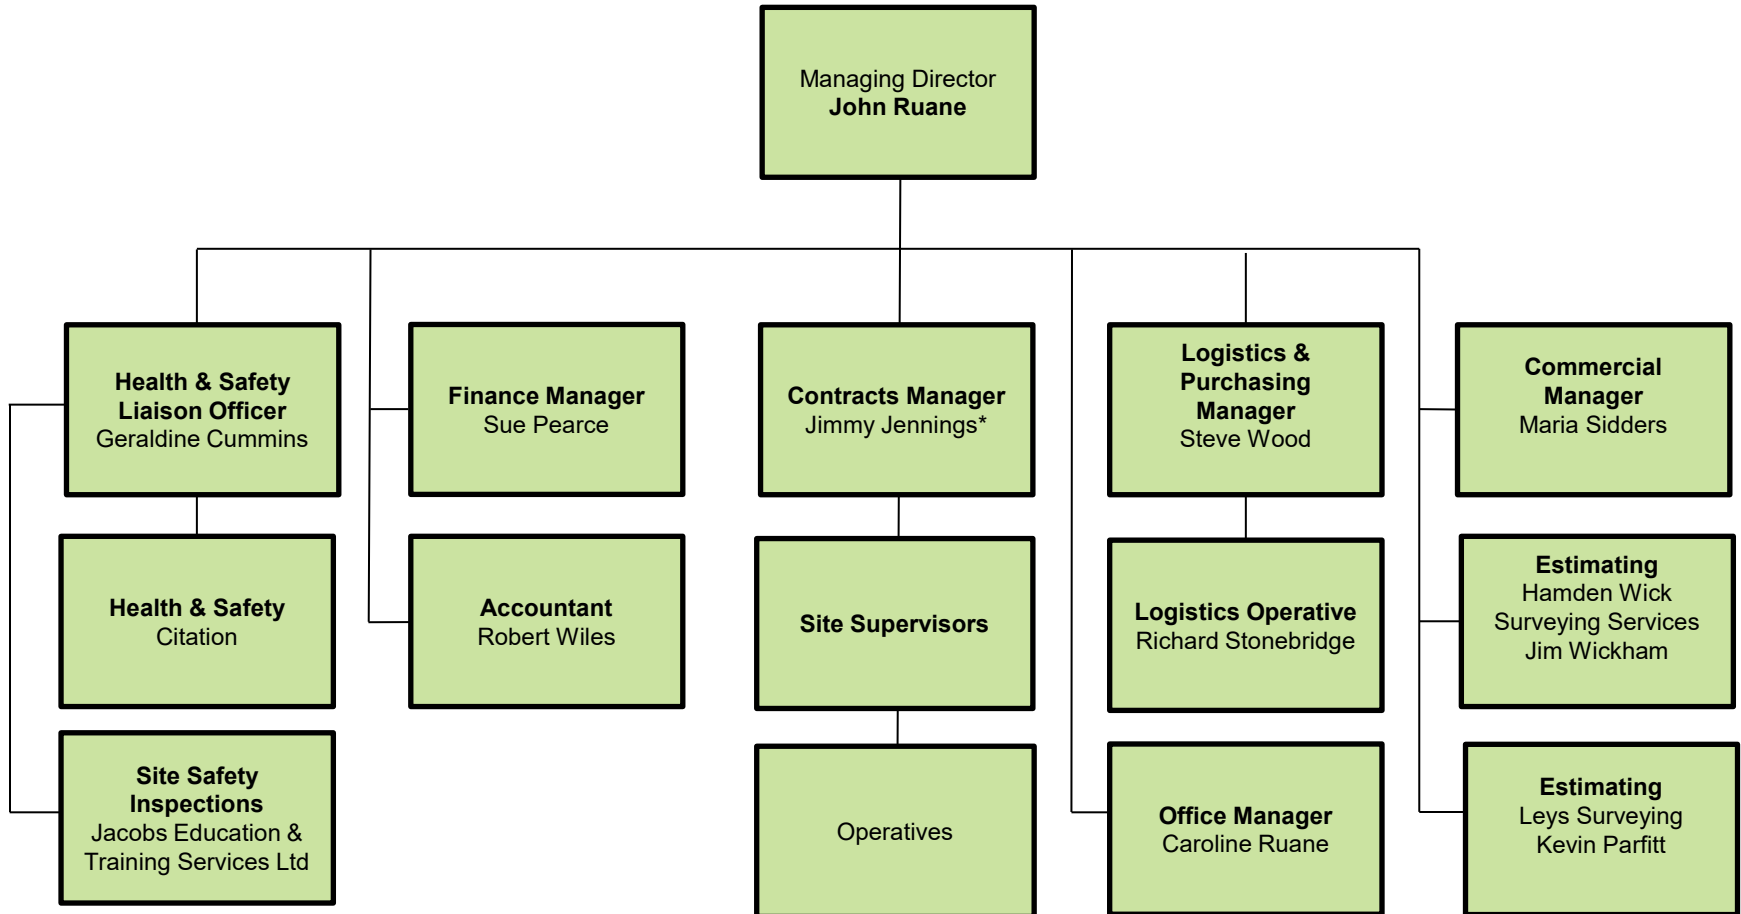 Managing Director
John Ruane
Health & Safety
Liaison Officer
Geraldine Cummins
Finance Manager
Sue Pearce
Contracts Manager
Jimmy Jennings*
Logistics &
Purchasing
Manager
Steve Wood
Commercial
Manager
Maria Sidders
Health & Safety
Citation
Accountant
Robert Wiles
Site Supervisors
Logistics Operative
Richard Stonebridge
Estimating
Hamden Wick
Surveying Services
Jim Wickham
Site Safety
Inspections
Jacobs Education &
Training Services Ltd
Operatives
Office Manager
Caroline Ruane
Estimating
Leys Surveying
Kevin Parfitt